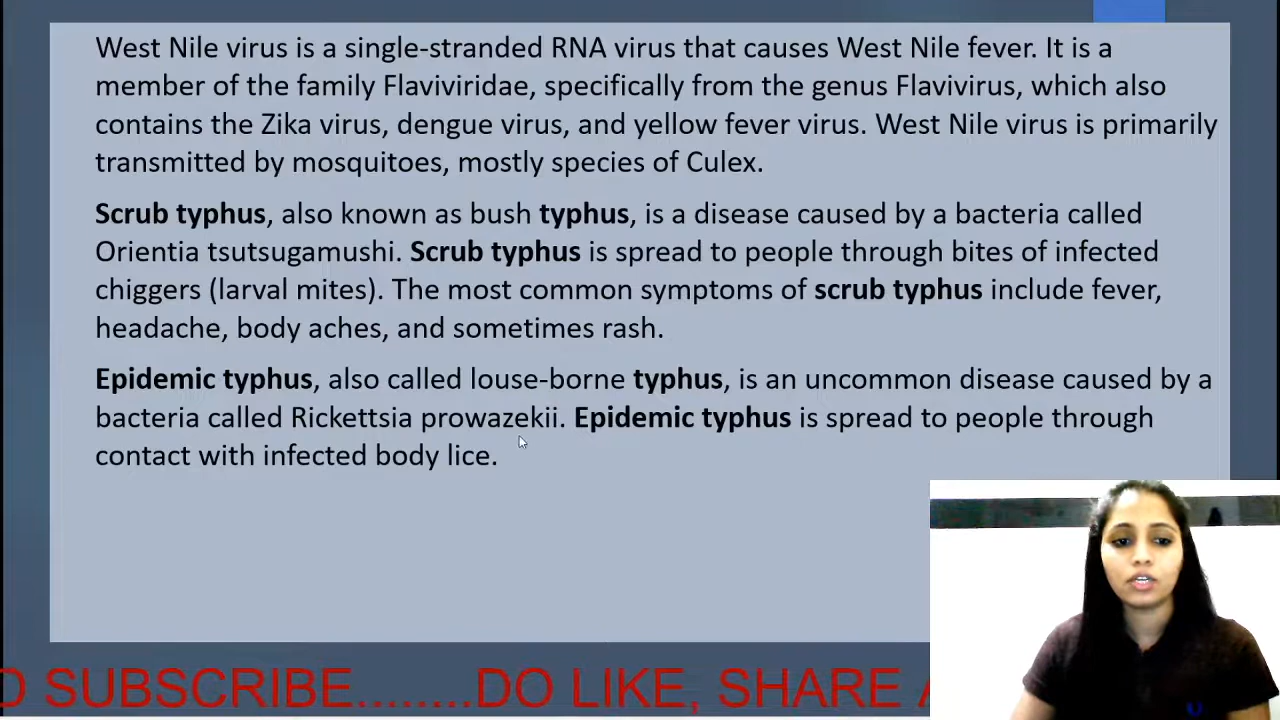 West Nile virus is a single-stranded RNA virus that causes West Nile fever. It is a
member of the family Flaviviridae, specifically from the genus Flavivirus, which also
contains the Zika virus, dengue virus, and yellow fever virus. West Nile virus is primarily
transmitted by mosquitoes, mostly species of Culex.
Scrub typhus, also known as bush typhus, is a disease caused by a bacteria called
Orientia tsutsugamushi. Scrub typhus is spread to people through bites of infected
chiggers (larval mites). The most common symptoms of scrub typhus include fever,
headache, body aches, and sometimes rash.
Epidemic typhus, also called louse-borne typhus, is an uncommon disease caused by a
bacteria called Rickettsia prowazekii. Epidemic typhus is spread to people through
contact with infected body lice.
SUBSCRIBE........DO LIKE, SHARE